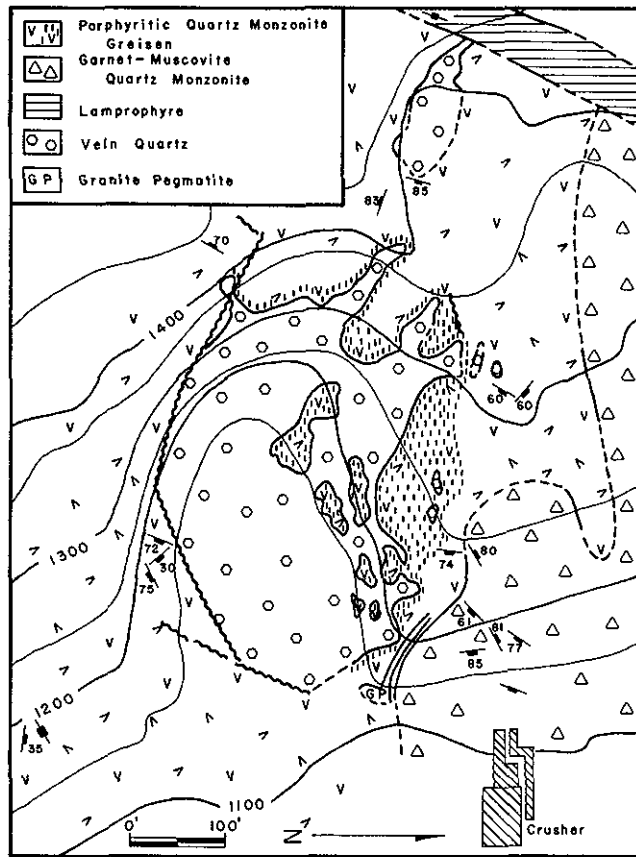 Porphyritic Quartz Monzonite
Greisen
Garnet-Muscovite
Quartz Monzonite
Lamprophyre
Vein Quartz
GP Granite Pegmatite
83
85
70
1400
60 60
1300
72
30
75
74
80
61
81
77
85
GP
1200
35
1100
0' 100'
N
Crusher